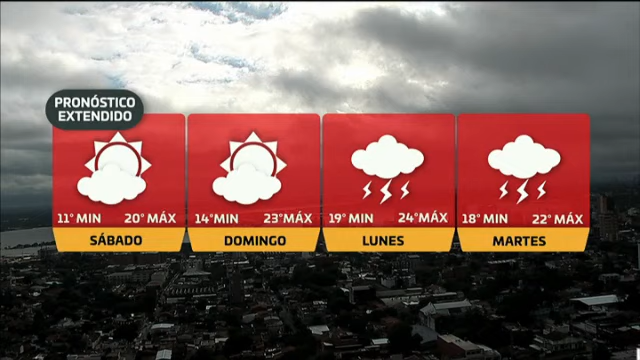 PRONÓSTICO
EXTENDIDO
11° MIN 20° MÁX
SÁBADO
14° MIN 23° MÁX
DOMINGO
19° MIN 24° MÁX
LUNES
18° MIN 22° MÁX
MARTES